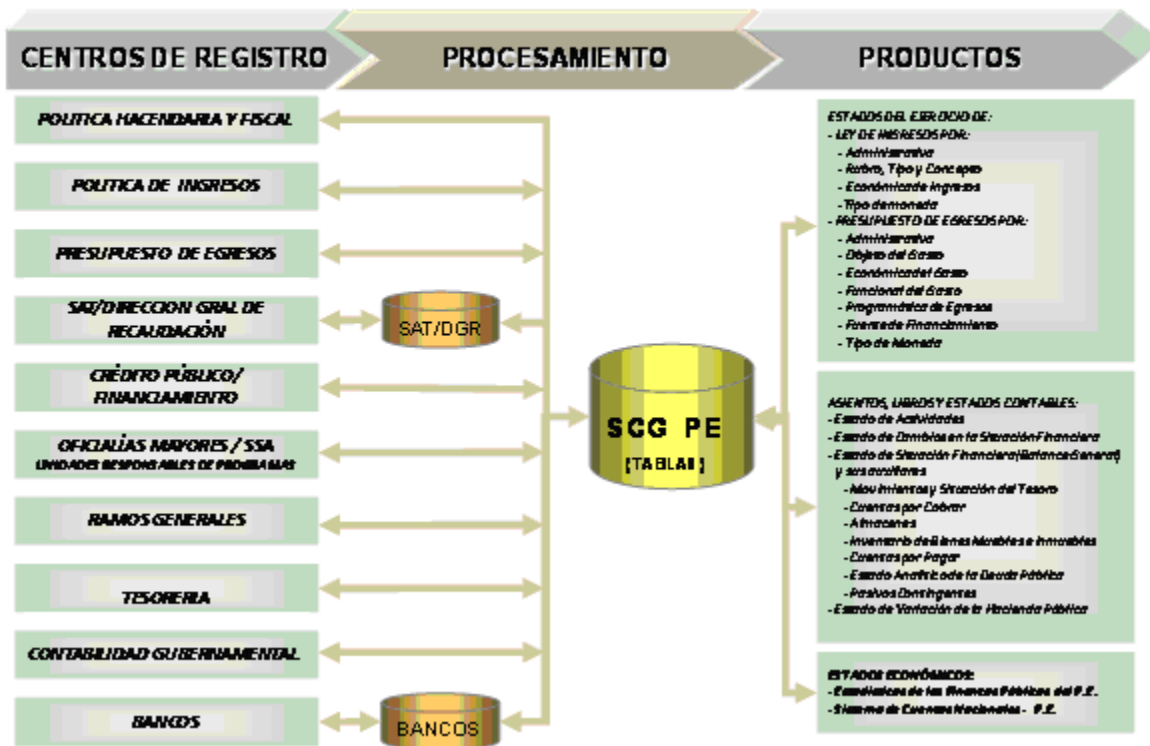 CENTROS DE REGISTRO
PROCESAMIENTO
PRODUCTOS
POLITICA HACENDARIA Y FISCAL
POLITICA DE INGRESOS
PRESUPUESTO DE EGRESOS
SAT/DIRECCION GRAL DE
RECAUDACIÓN
CRÉDITO PÚBLICO/
FINANCIAMIENTO
OFICIALÍAS MAYORES / SSA
UNIDADES RESPONSABLES DE PROGRAMAS
RAMOS GENERALES
TESORERIA
CONTABILIDAD GUBERNAMENTAL
BANCOS
SAT/DGR
BANCOS
SCG PE
(TABLAS)
ESTADOS DEL EJERCICIO DE:
- LEY DE INGRESOS POR:
- Administrativa
- Rubro, Tipo y Concepto
- Económica de Ingresos
- Tipo de moneda
- PRESUPUESTO DE EGRESOS POR:
- Administrativa
- Objeto del Gasto
- Económica del Gasto
- Funcional del Gasto
- Programática de Egresos
- Fuente de Financiamiento
- Tipo de Moneda
ASIENTOS, LIBROS Y ESTADOS CONTABLES:
- Estado de Actividades
- Estado de Cambios en la Situación Financiera
- Estado de Situación Financiera (Balance General)
y sus auxiliares
- Movimientos y Situación del Tesoro
- Cuentas por Cobrar
- Almacenes
- Inventario de Bienes Muebles e Inmuebles
- Cuentas por Pagar
- Estado Analítico de la Deuda Pública
- Pasivos Contingentes
- Estado de Variación de la Hacienda Pública
ESTADOS ECONÓMICOS:
- Estadísticas de las Finanzas Públicas del P.E.
- Sistema de Cuentas Nacionales - P.E.